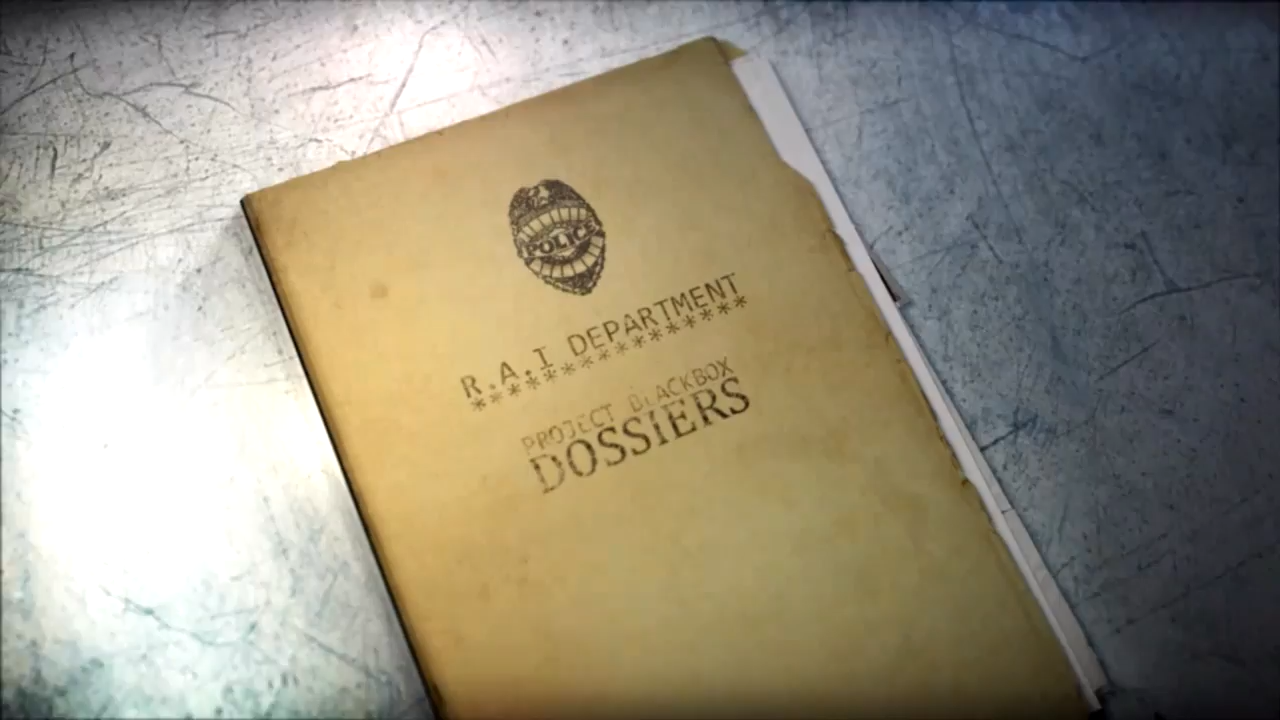 POLICE
R.A.I DEPARTMENT
*****************
PROJECT BLACKBOX
DOSSIERS